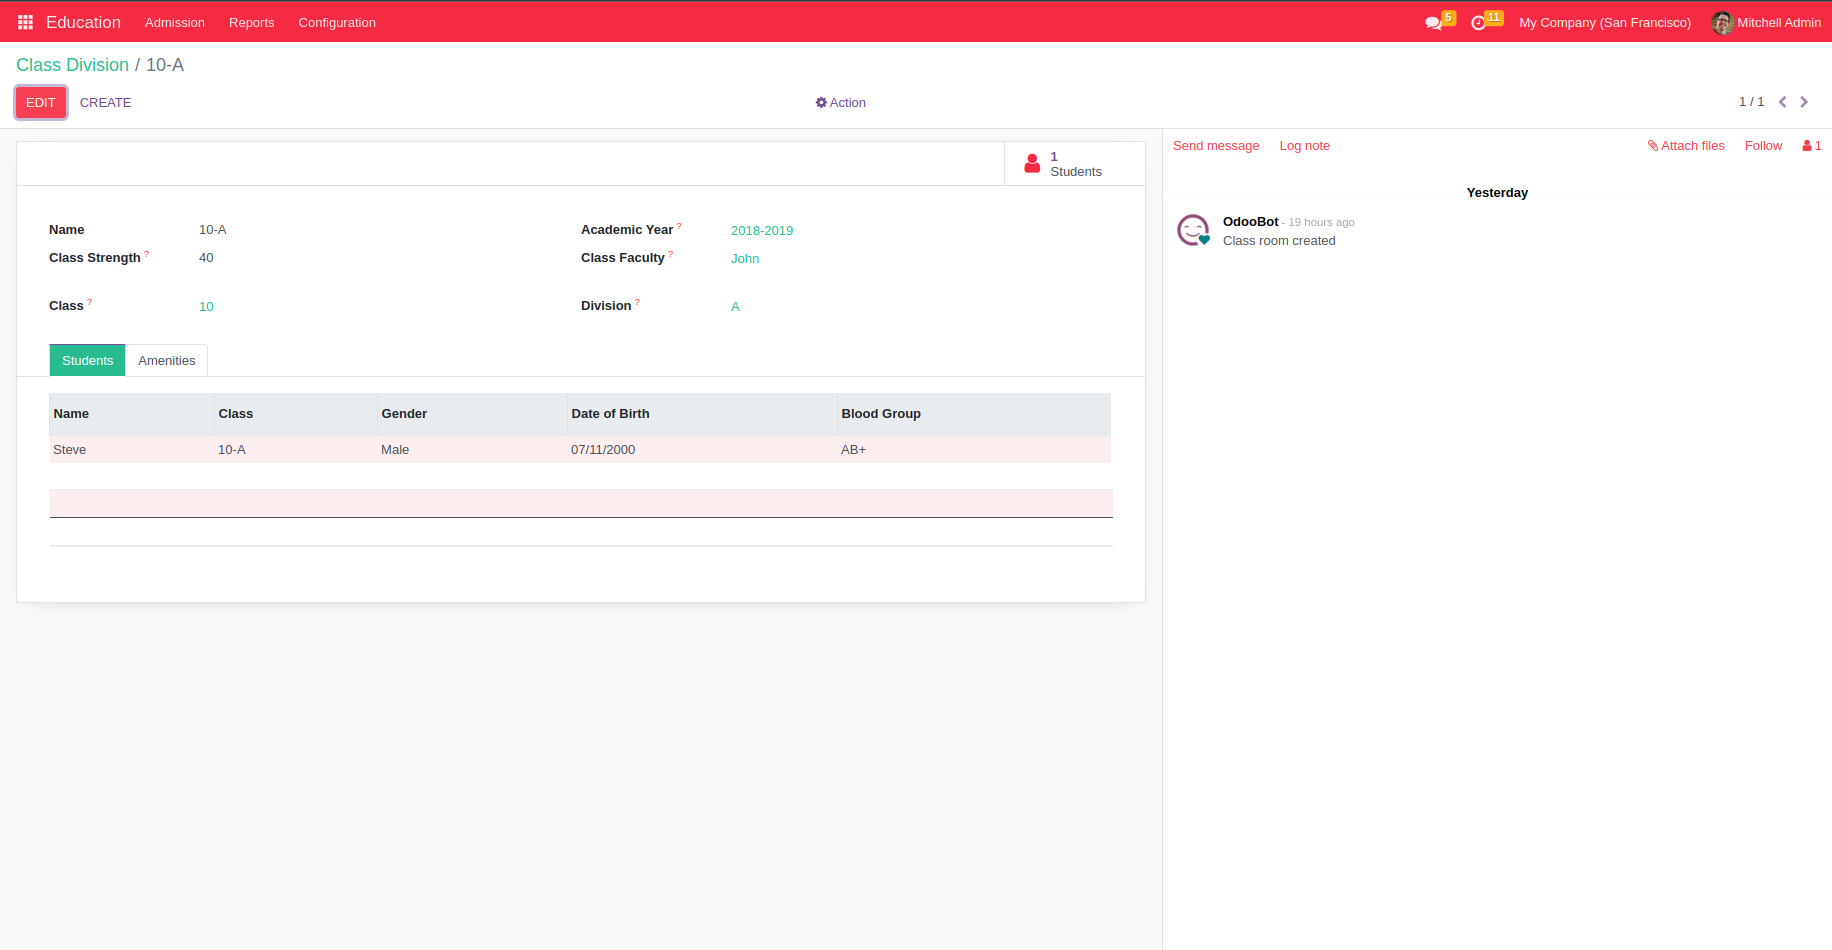 Education Admission Reports Configuration 5 11 My Company (San Francisco) Mitchell Admin
Class Division / 10-A
EDIT CREATE Action 1 / 1
1
Students
Send message Log note Attach files Follow 1
Yesterday
OdooBot - 19 hours ago
Class room created
Name 10-A Academic Year ? 2018-2019
Class Strength ? 40 Class Faculty ? John
Class ? 10 Division ? A
Students Amenities
Name Class Gender Date of Birth Blood Group
Steve 10-A Male 07/11/2000 AB+